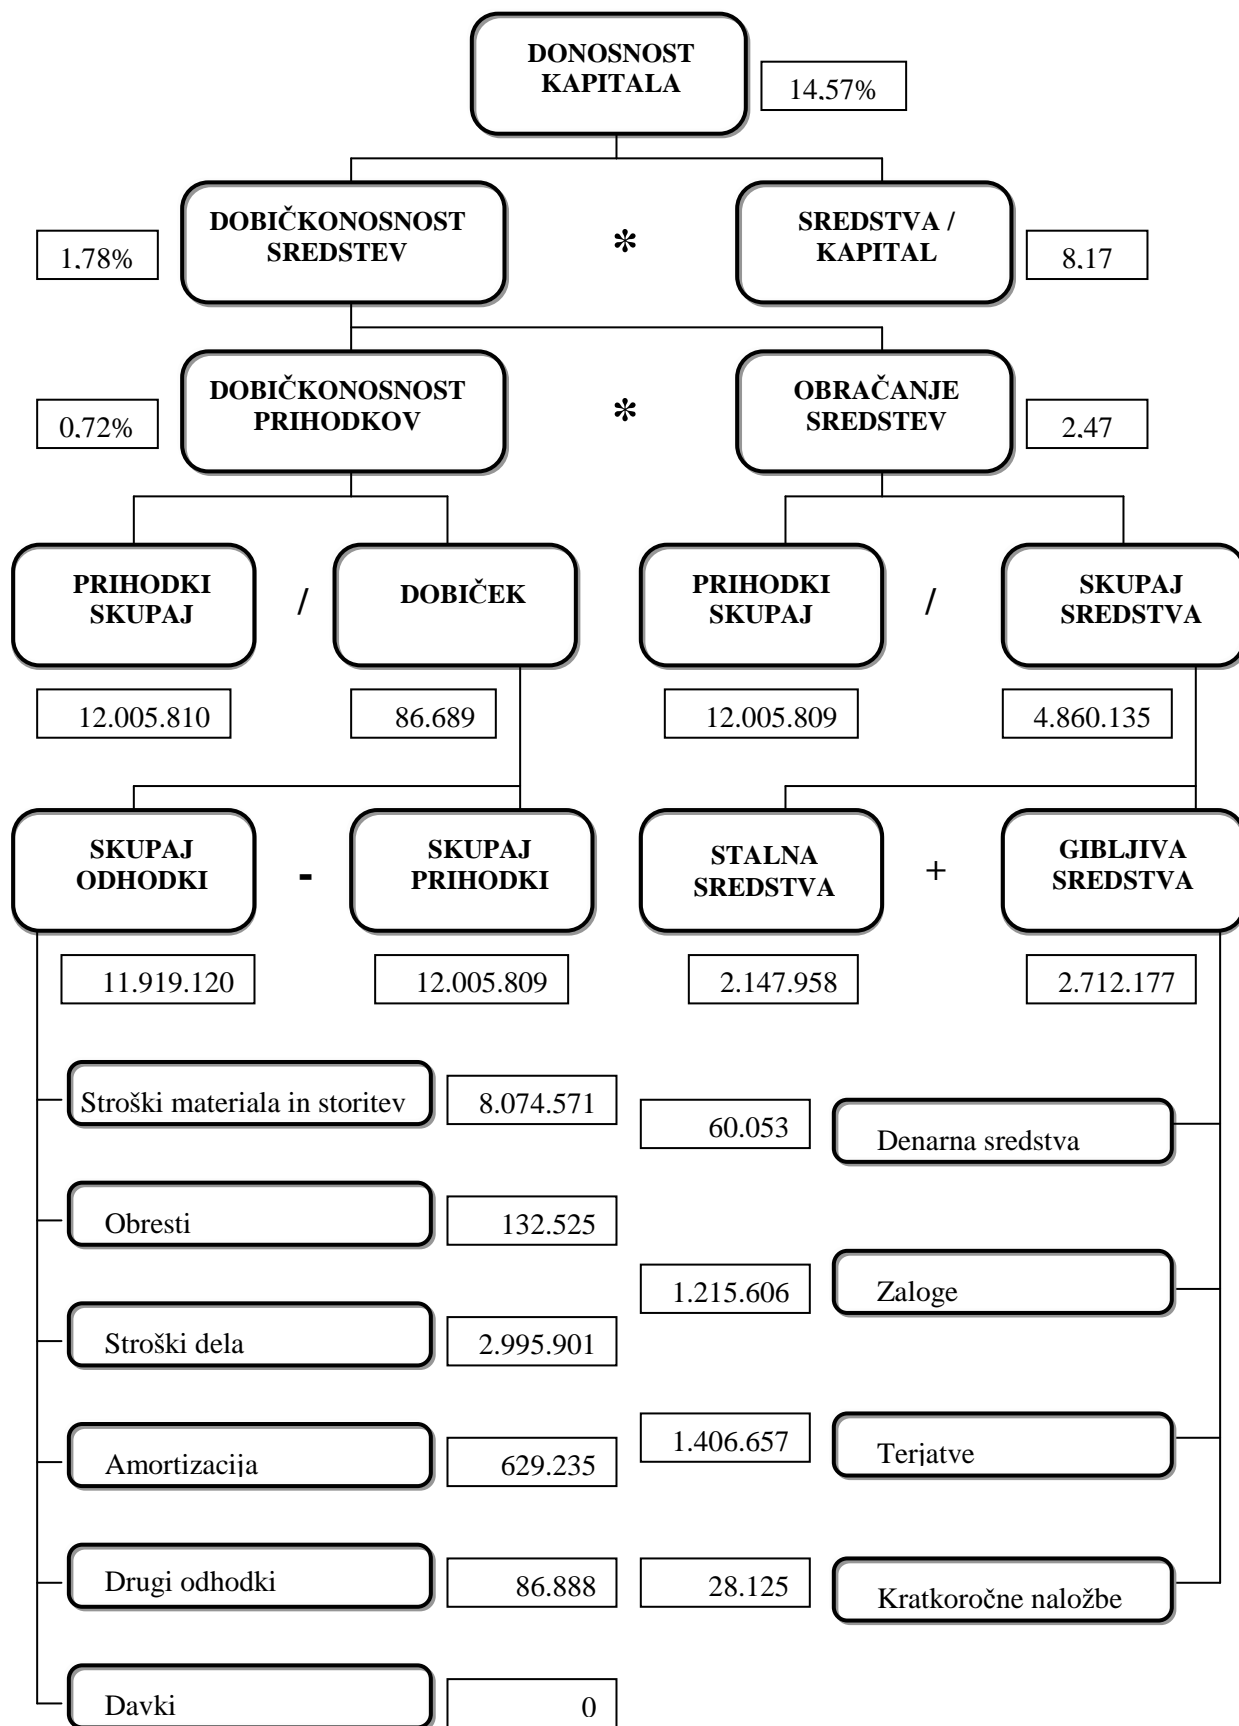 DONOSNOST
KAPITALA
14,57%
DOBIČKONOSNOST
SREDSTEV
1,78%
*
SREDSTVA /
KAPITAL
8,17
DOBIČKONOSNOST
PRIHODKOV
0,72%
*
OBRAČANJE
SREDSTEV
2,47
PRIHODKI
SKUPAJ
/
DOBIČEK
PRIHODKI
SKUPAJ
/
SKUPAJ
SREDSTVA
12.005.810
86.689
12.005.809
4.860.135
SKUPAJ
ODHODKI
-
SKUPAJ
PRIHODKI
STALNA
SREDSTVA
+
GIBLJIVA
SREDSTVA
11.919.120
12.005.809
2.147.958
2.712.177
Stroški materiala in storitev
8.074.571
60.053
Denarna sredstva
Obresti
132.525
1.215.606
Zaloge
Stroški dela
2.995.901
1.406.657
Terjatve
Amortizacija
629.235
Drugi odhodki
86.888
28.125
Kratkoročne naložbe
Davki
0